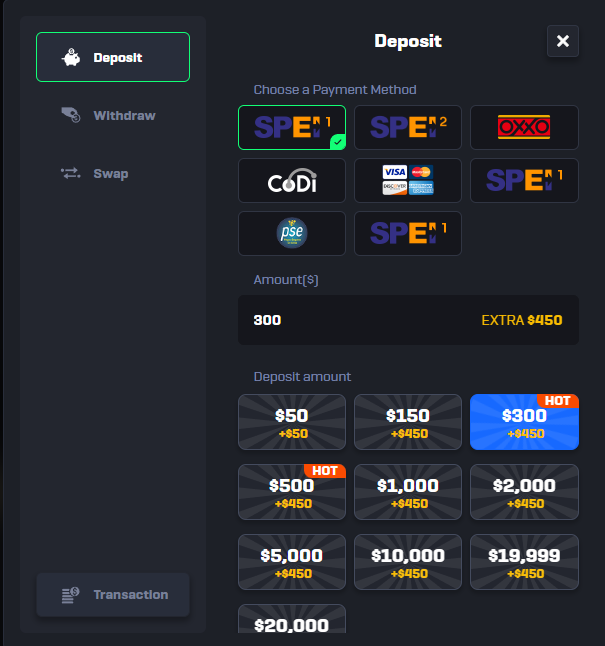 Deposit
Deposit
Choose a Payment Method
SPEI 1
SPEI 2
OXXO
Withdraw
CoDi
VISA
MasterCard
DISCOVER
SPEI 1
Swap
pse
SPEI 1
Amount($)
300
EXTRA $450
Deposit amount
$50
+$50
$150
+$450
HOT
$300
+$450
HOT
$500
+$450
$1,000
+$450
$2,000
+$450
$5,000
+$450
$10,000
+$450
$19,999
+$450
Transaction
$20,000